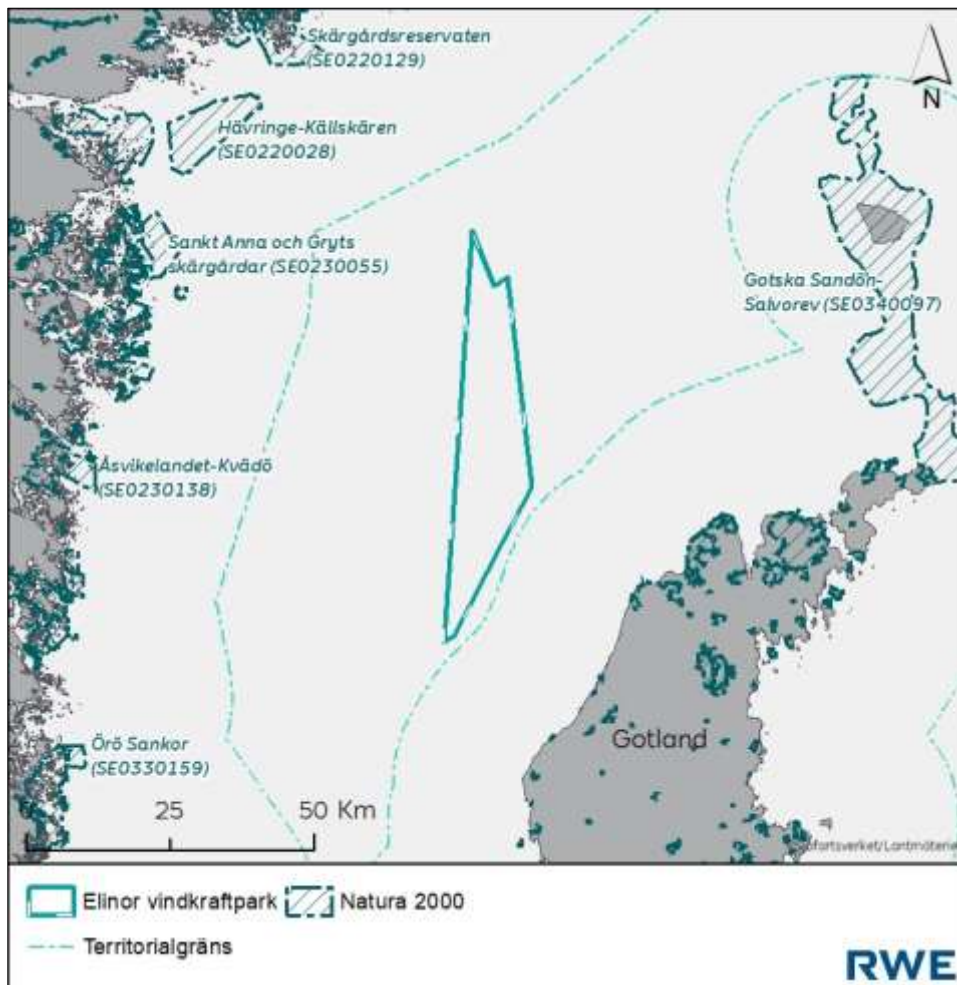 Skärgårdsreservaten
(SE0220129)
N
Hävringe-Källskären
(SE0220028)
Sankt Anna och Gryts
skärgårdar (SE0230055)
Gotska Sandön-
Salvorev (SE0340097)
Åsvikelandet-Kvädö
(SE0230138)
Gotland
Örö Sankor
(SE0330159)
25 50 Km
Elinor vindkraftpark Natura 2000
Territorialgräns
RWE